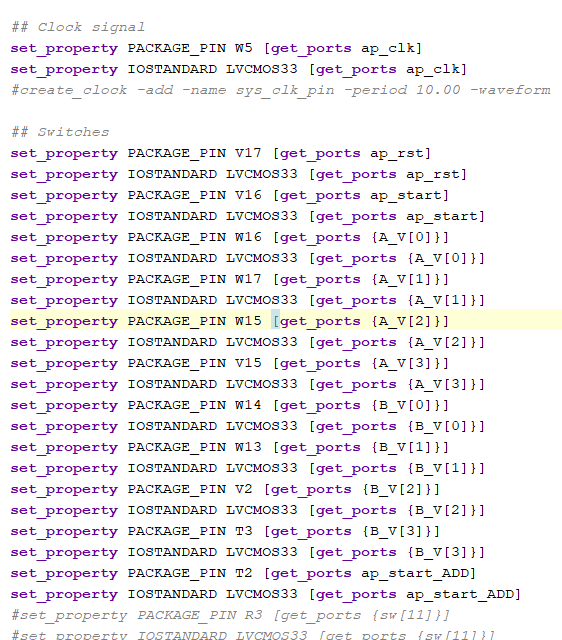 ## Clock signal
set_property PACKAGE_PIN W5 [get_ports ap_clk]
set_property IOSTANDARD LVCMOS33 [get_ports ap_clk]
#create_clock -add -name sys_clk_pin -period 10.00 -waveform
## Switches
set_property PACKAGE_PIN V17 [get_ports ap_rst]
set_property IOSTANDARD LVCMOS33 [get_ports ap_rst]
set_property PACKAGE_PIN V16 [get_ports ap_start]
set_property IOSTANDARD LVCMOS33 [get_ports ap_start]
set_property PACKAGE_PIN W16 [get_ports {A_V[0]}]
set_property IOSTANDARD LVCMOS33 [get_ports {A_V[0]}]
set_property PACKAGE_PIN W17 [get_ports {A_V[1]}]
set_property IOSTANDARD LVCMOS33 [get_ports {A_V[1]}]
set_property PACKAGE_PIN W15 [get_ports {A_V[2]}]
set_property IOSTANDARD LVCMOS33 [get_ports {A_V[2]}]
set_property PACKAGE_PIN V15 [get_ports {A_V[3]}]
set_property IOSTANDARD LVCMOS33 [get_ports {A_V[3]}]
set_property PACKAGE_PIN W14 [get_ports {B_V[0]}]
set_property IOSTANDARD LVCMOS33 [get_ports {B_V[0]}]
set_property PACKAGE_PIN W13 [get_ports {B_V[1]}]
set_property IOSTANDARD LVCMOS33 [get_ports {B_V[1]}]
set_property PACKAGE_PIN V2 [get_ports {B_V[2]}]
set_property IOSTANDARD LVCMOS33 [get_ports {B_V[2]}]
set_property PACKAGE_PIN T3 [get_ports {B_V[3]}]
set_property IOSTANDARD LVCMOS33 [get_ports {B_V[3]}]
set_property PACKAGE_PIN T2 [get_ports ap_start_ADD]
set_property IOSTANDARD LVCMOS33 [get_ports ap_start_ADD]
#set_property PACKAGE_PIN R3 [get_ports {sw[11]}]
#set_property IOSTANDARD LVCMOS33 [get_ports {sw[11]}]